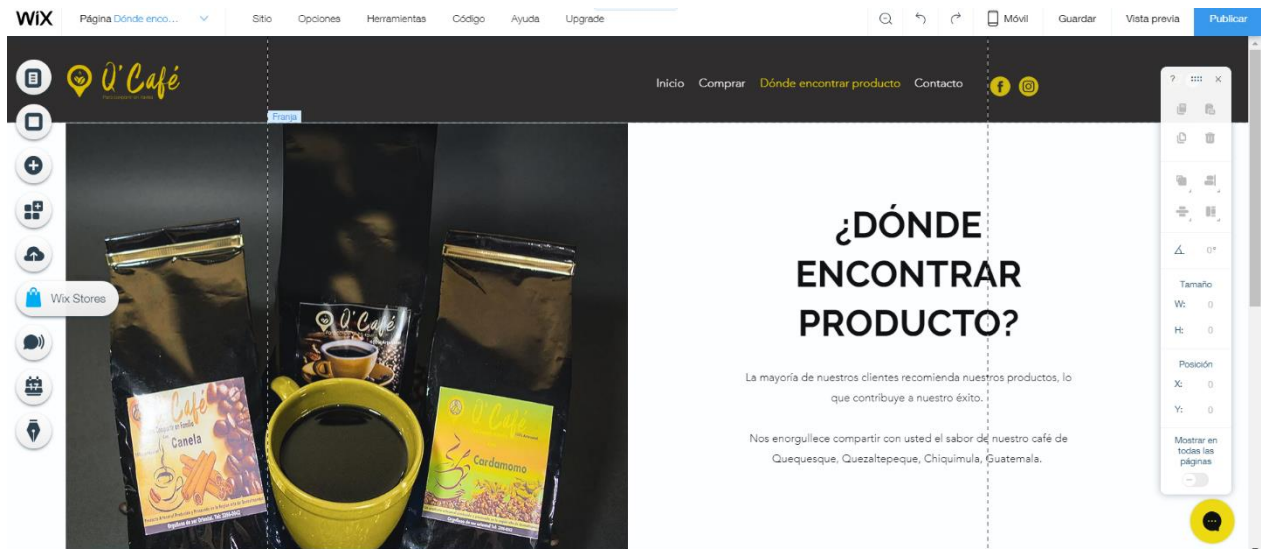 WiX Página Dónde enco... Sitio Opciones Herramientas Código Ayuda Upgrade Móvil Guardar Vista previa Publicar
Q'Café
Inicio Comprar Dónde encontrar producto Contacto
? ×
Franja
¿DÓNDE
ENCONTRAR
PRODUCTO?
La mayoría de nuestros clientes recomienda nuestros productos, lo
que contribuye a nuestro éxito.
Nos enorgullece compartir con usted el sabor de nuestro café de
Quequesque, Quezaltepeque, Chiquimula, Guatemala.
Wix Stores
Q'Café
Q'Café
Canela
Q'Café
Cardamomo
0°
Tamaño
W: 0
H: 0
Posición
X: 0
Y: 0
Mostrar en
todas las
páginas